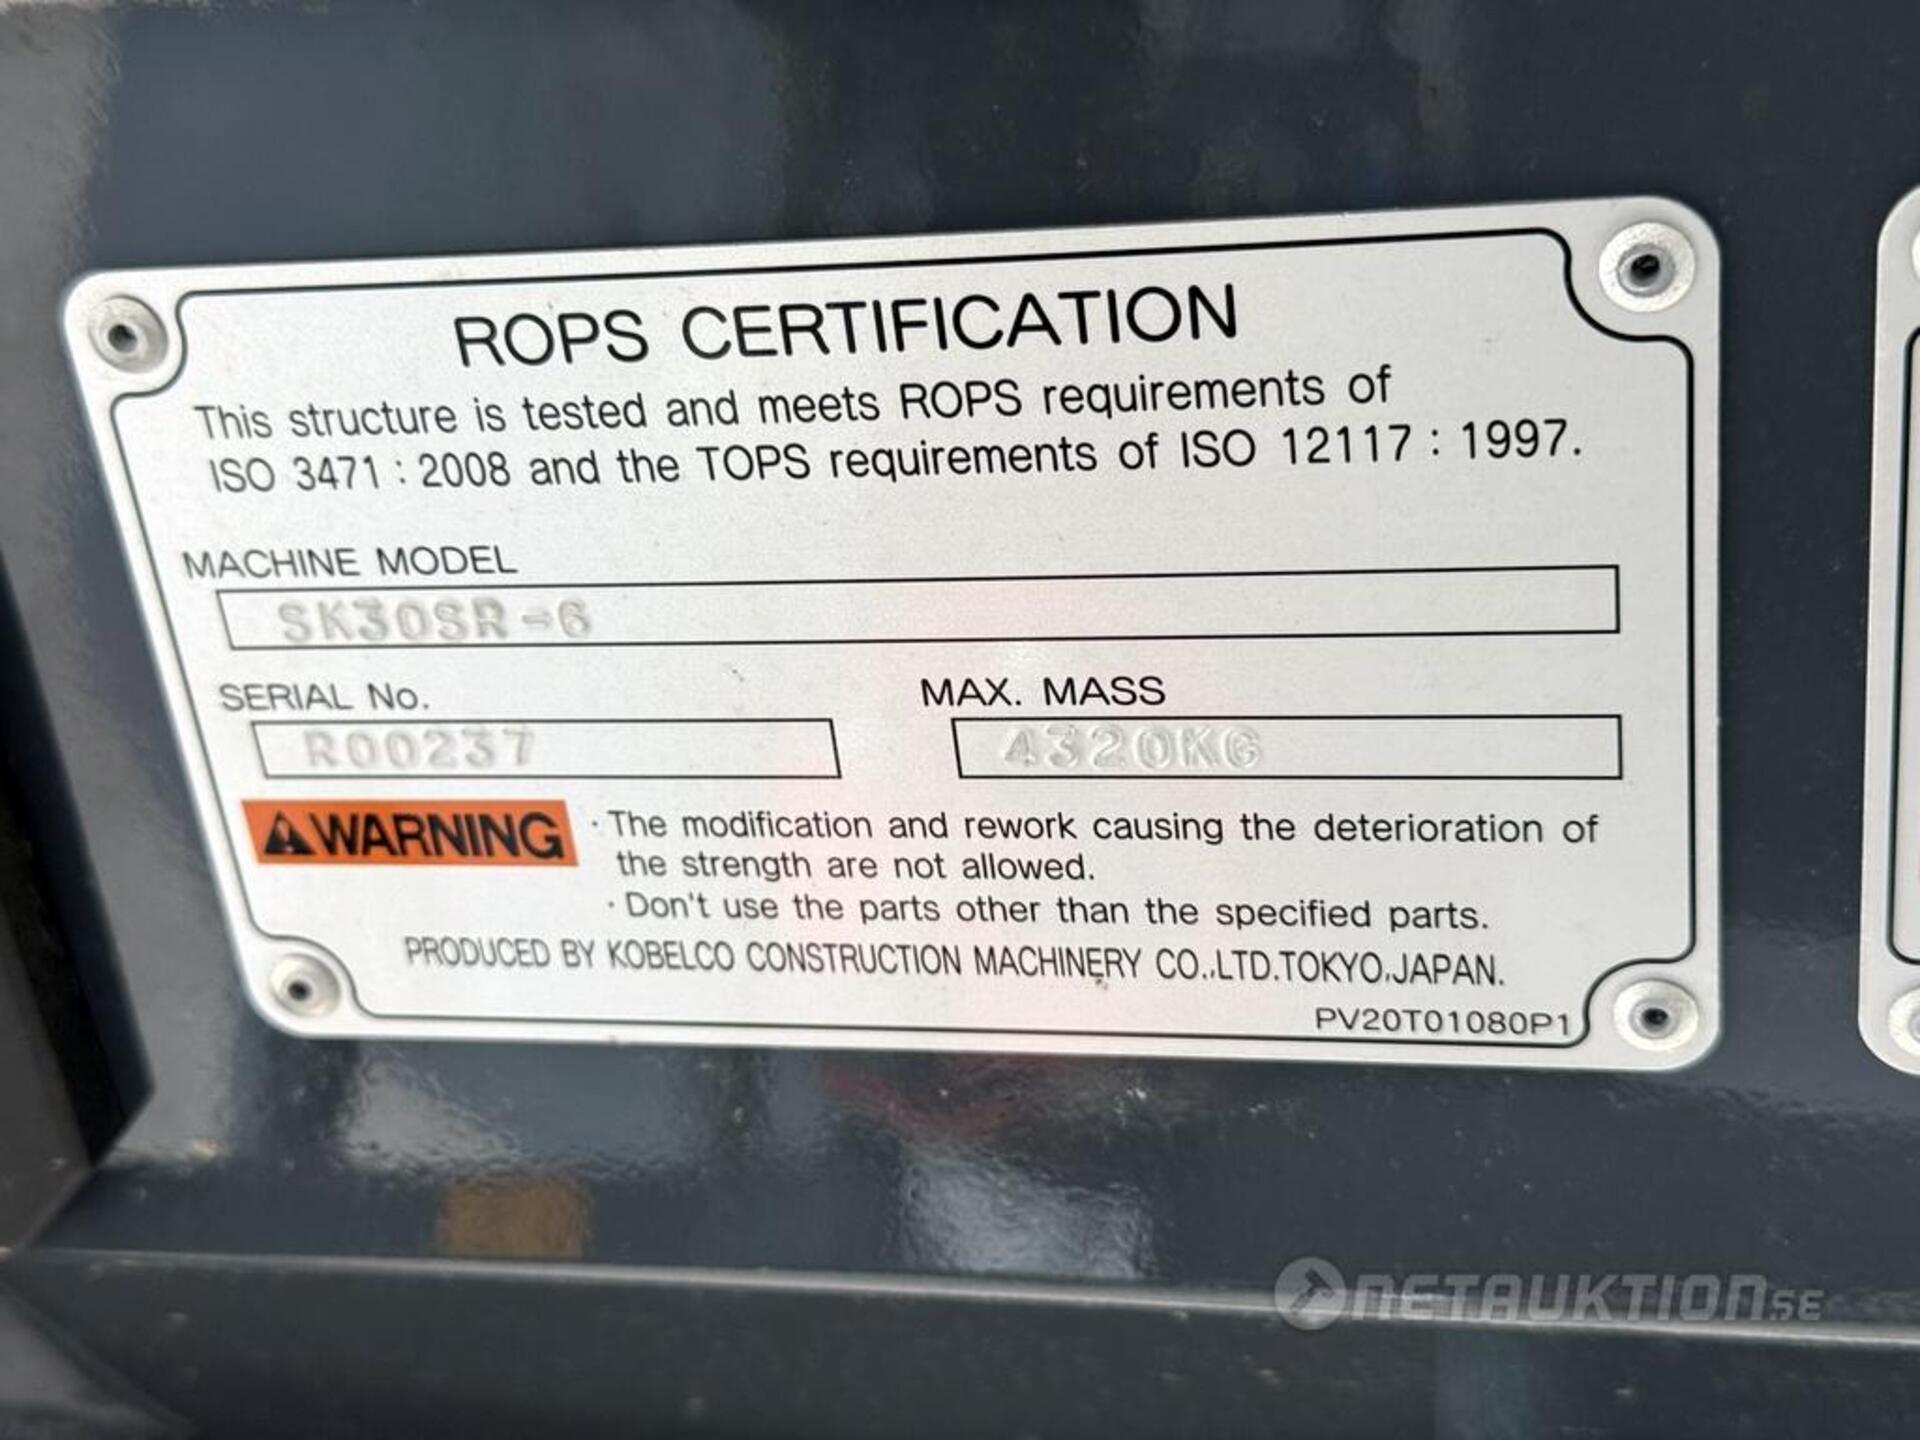 ROPS CERTIFICATION
This structure is tested and meets ROPS requirements of
ISO 3471 : 2008 and the TOPS requirements of ISO 12117 : 1997.
MACHINE MODEL
SK30SR-6
SERIAL No.
R00237
MAX. MASS
4320KG
WARNING
· The modification and rework causing the deterioration of
the strength are not allowed.
· Don't use the parts other than the specified parts.
PRODUCED BY KOBELCO CONSTRUCTION MACHINERY CO.,LTD.TOKYO,JAPAN.
PV20T01080P1
NETAUKTION.SE